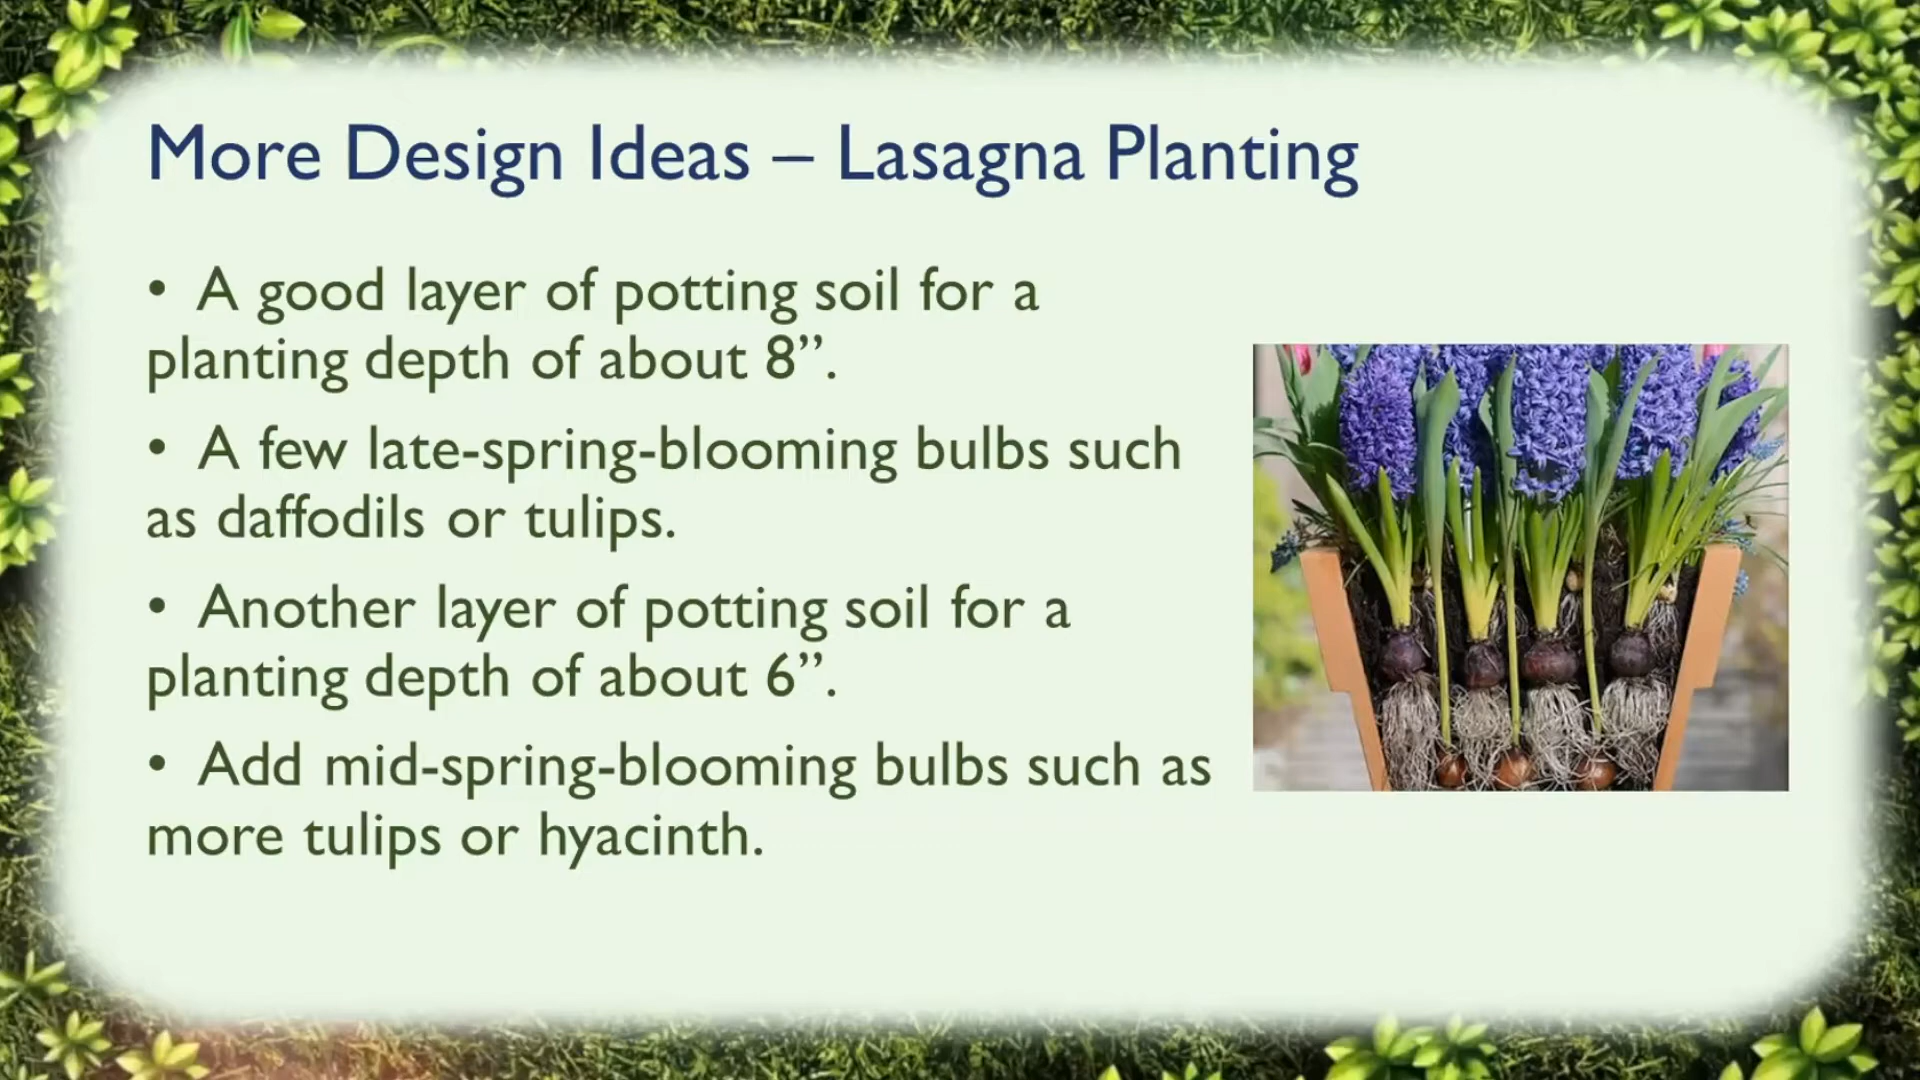 More Design Ideas – Lasagna Planting
• A good layer of potting soil for a
planting depth of about 8”.
• A few late-spring-blooming bulbs such
as daffodils or tulips.
• Another layer of potting soil for a
planting depth of about 6”.
• Add mid-spring-blooming bulbs such as
more tulips or hyacinth.